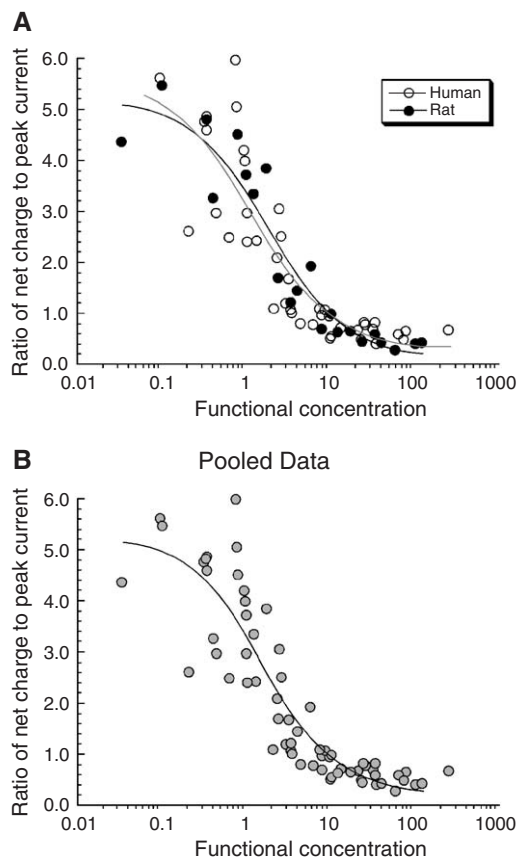 A
Ratio of net charge to peak current
6.0
5.0
4.0
3.0
2.0
1.0
0.0
0.01
0.1
1
10
100
1000
Functional concentration
Human
Rat
B
Pooled Data
Ratio of net charge to peak current
6.0
5.0
4.0
3.0
2.0
1.0
0.0
0.01
0.1
1
10
100
1000
Functional concentration